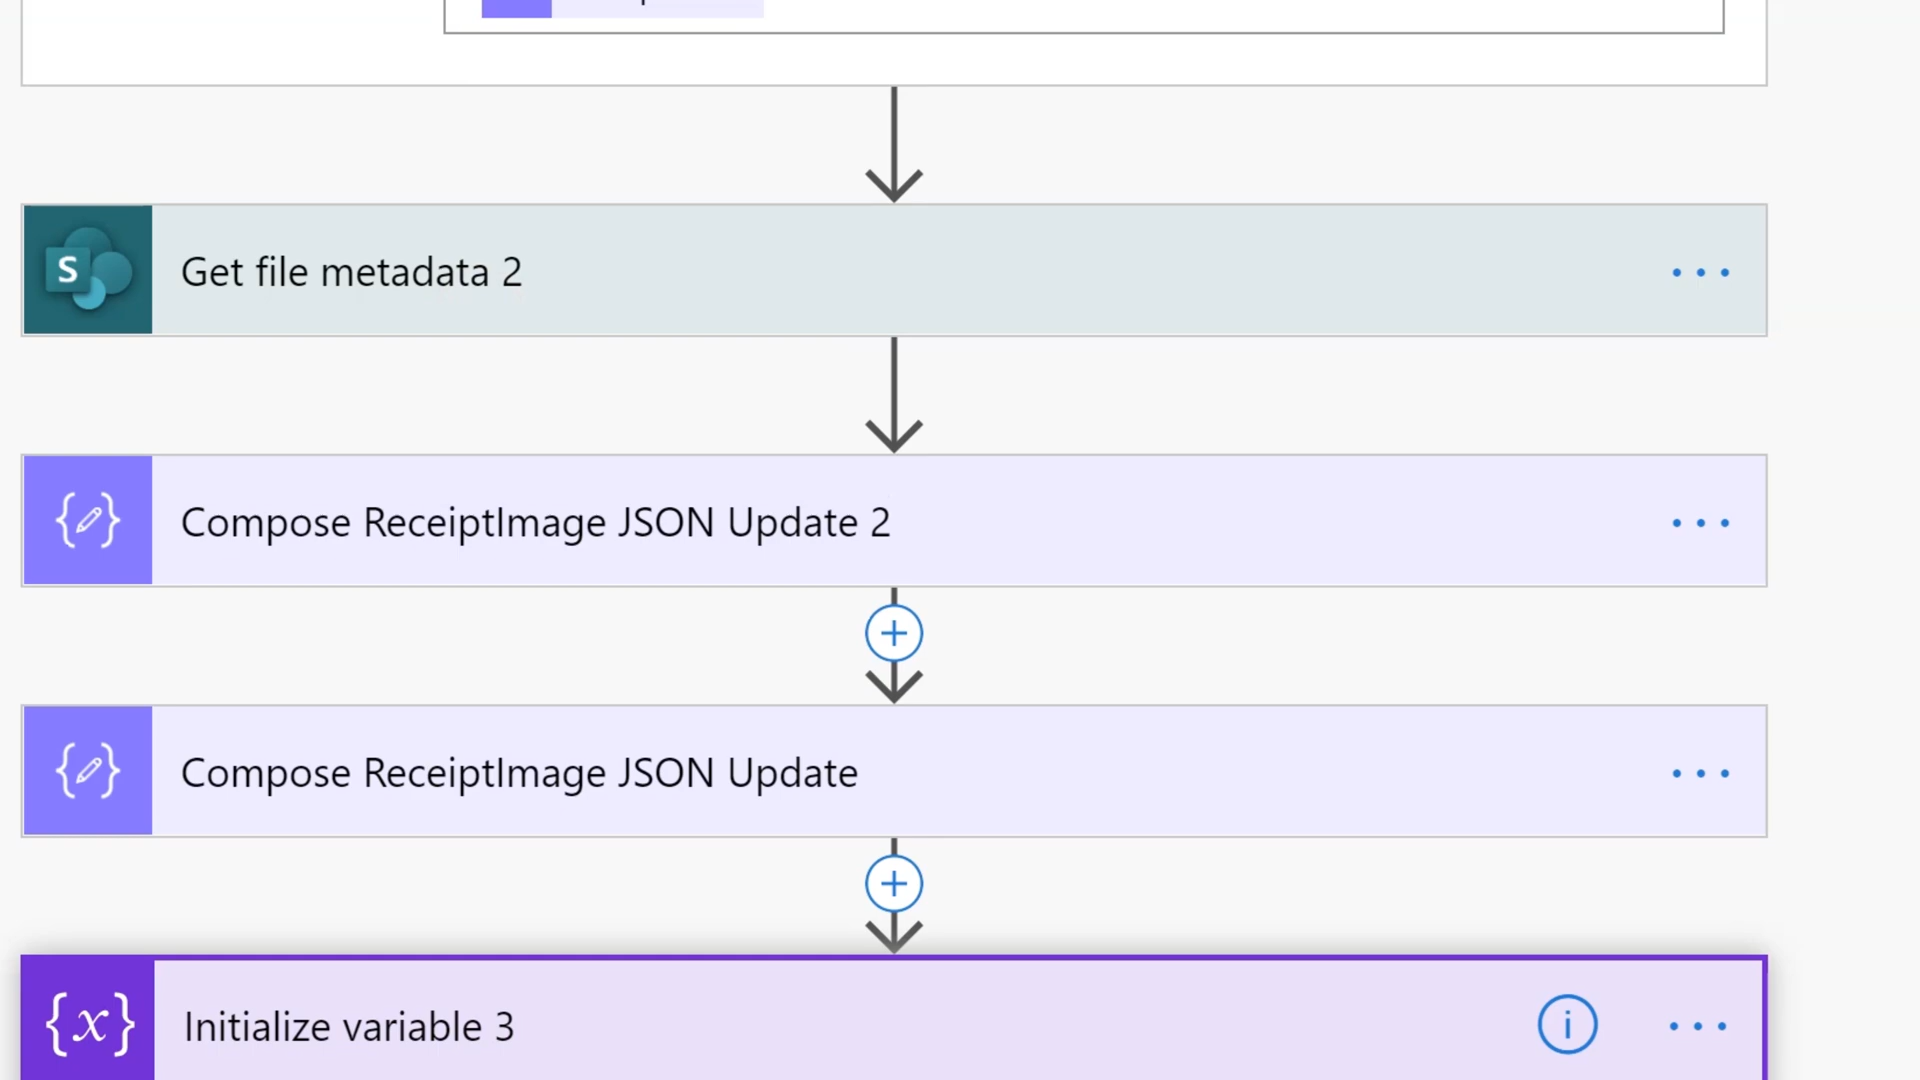 Get file metadata 2
Compose ReceiptImage JSON Update 2
Compose ReceiptImage JSON Update
Initialize variable 3